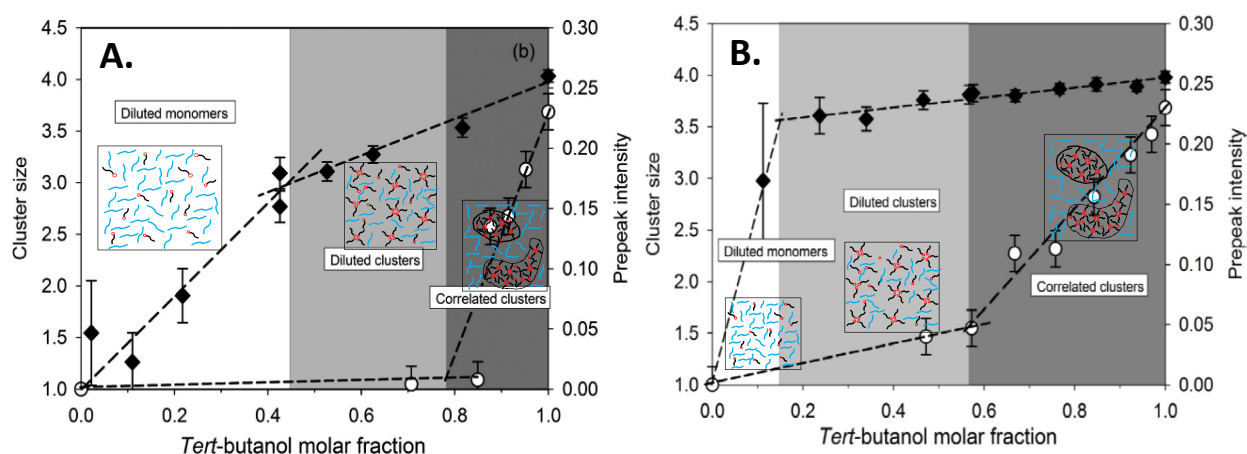 A.
(b)
4.5
4.0
3.5
3.0
2.5
2.0
1.5
1.0
Cluster size
0.30
0.25
0.20
0.15
0.10
0.05
0.00
Prepeak intensity
Diluted monomers
Diluted clusters
Correlated clusters
0.0
0.2
0.4
0.6
0.8
1.0
Tert-butanol molar fraction
B.
4.5
4.0
3.5
3.0
2.5
2.0
1.5
1.0
Cluster size
0.30
0.25
0.20
0.15
0.10
0.05
0.00
Prepeak intensity
Diluted clusters
Diluted monomers
Correlated clusters
0.0
0.2
0.4
0.6
0.8
1.0
Tert-butanol molar fraction